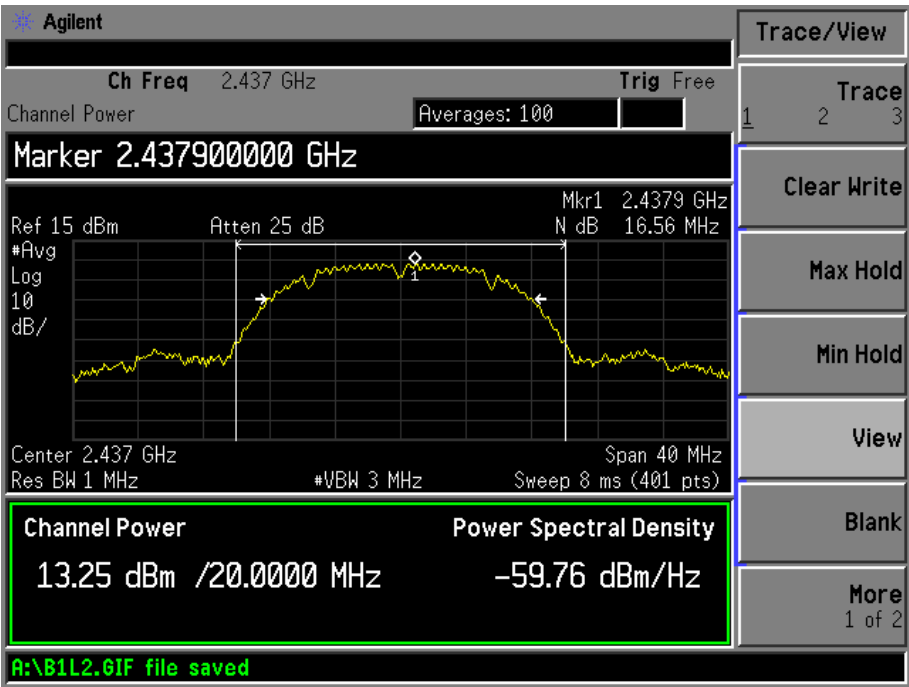 Agilent
Trace/View
Ch Freq 2.437 GHz Trig Free
Channel Power Averages: 100
Trace
1 2 3
Marker 2.437900000 GHz
Clear Write
Mkr1 2.4379 GHz
Ref 15 dBm Atten 25 dB N dB 16.56 MHz
#Avg
Log
10
dB/
1
Max Hold
Min Hold
View
Center 2.437 GHz Span 40 MHz
Res BW 1 MHz #VBW 3 MHz Sweep 8 ms (401 pts)
Channel Power Power Spectral Density
13.25 dBm /20.0000 MHz -59.76 dBm/Hz
Blank
More
1 of 2
A:\B1L2.GIF file saved